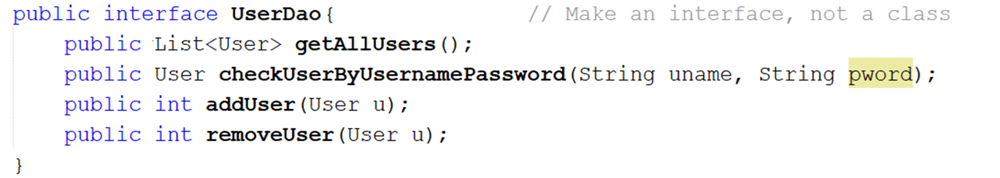 public interface UserDao{ // Make an interface, not a class
public List<User> getAllUsers();
public User checkUserByUsernamePassword(String uname, String pword);
public int addUser(User u);
public int removeUser(User u);
}